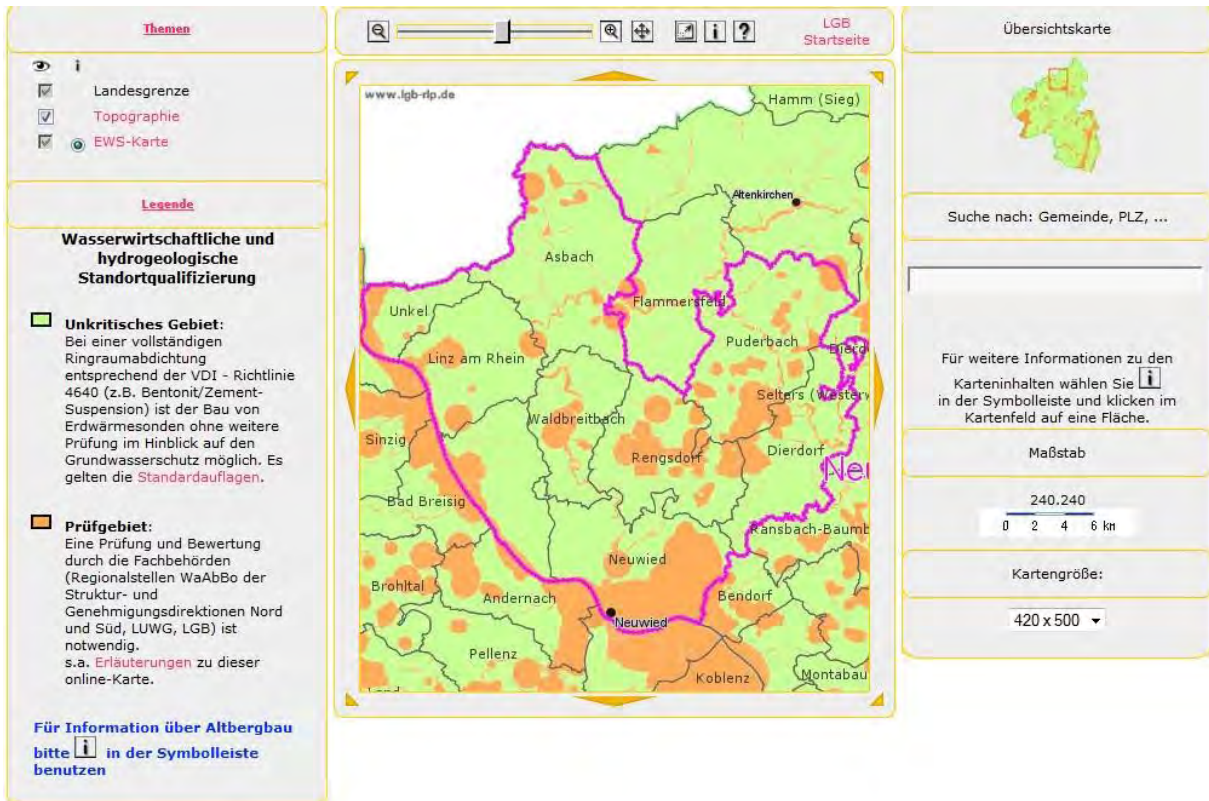 Themen
i
Landesgrenze
Topographie
EWS-Karte
Legende
Wasserwirtschaftliche und
hydrogeologische
Standortqualifizierung
Unkritisches Gebiet:
Bei einer vollständigen
Ringraumabdichtung
entsprechend der VDI - Richtlinie
4640 (z.B. Bentonit/Zement-
Suspension) ist der Bau von
Erdwärmesonden ohne weitere
Prüfung im Hinblick auf den
Grundwasserschutz möglich. Es
gelten die Standardauflagen.
Prüfgebiet:
Eine Prüfung und Bewertung
durch die Fachbehörden
(Regionalstellen WaAbBo der
Struktur- und
Genehmigungsdirektionen Nord
und Süd, LUWG, LGB) ist
notwendig.
s.a. Erläuterungen zu dieser
online-Karte.
Für Information über Altbergbau
bitte i in der Symbolleiste
benutzen
i ?
LGB
Startseite
www.lgb-rlp.de
Hamm (Sieg)
Altenkirchen
Asbach
Flammersfeld
Unkel
Puderbach
Linz am Rhein
Selters (Westerw
Waldbreitbach
Sinzig
Rengsdorf
Dierdorf
Neu
Bad Breisig
Ransbach-Baumb
Neuwied
Brohltal
Andernach
Bendorf
Neuwied
Pellenz
Koblenz
Montabau
Übersichtskarte
Suche nach: Gemeinde, PLZ, ...
Für weitere Informationen zu den
Karteninhalten wählen Sie i
in der Symbolleiste und klicken im
Kartenfeld auf eine Fläche.
Maßstab
240.240
0 2 4 6 km
Kartengröße:
420 x 500